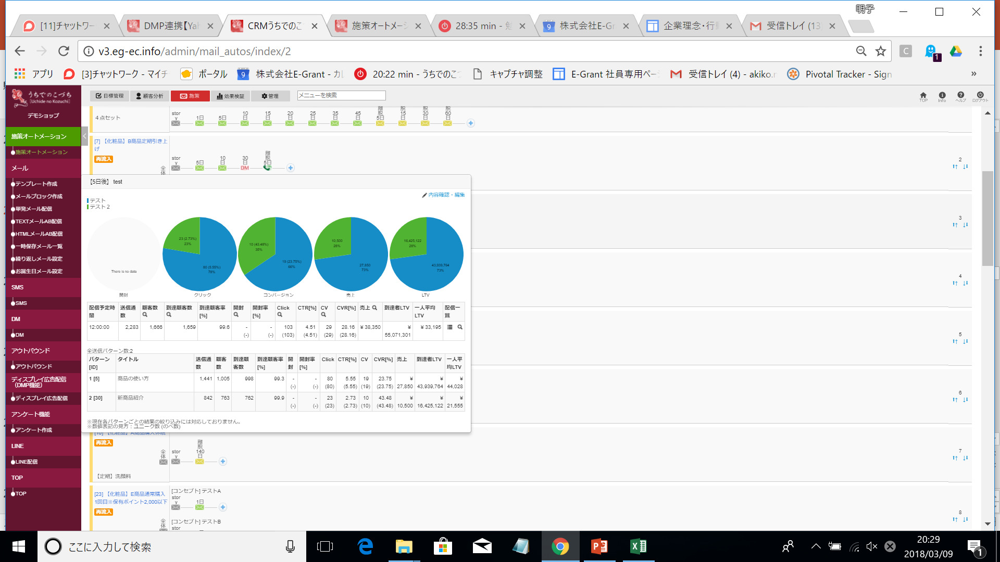 明子
[11]チャットワー
DMP連携【Yah
CRMうちでのこ
施策オートメーシ
28:35 min - 勉
株式会社E-Gr
企業理念・行動
受信トレイ (13
v3.eg-ec.info/admin/mail_autos/index/2
アプリ
[3]チャットワーク - マイチ
ポータル
株式会社E-Grant - カレ
20:22 min - うちでのこつ
キャプチャ調整
E-Grant 社員専用ペー
受信トレイ (4) - akiko.r
Pivotal Tracker - Sign
うちでのこづち
[Uchide no Kozuchi]
デモショップ
目標管理 顧客分析 施策 効果検証 管理 メニューを検索
TOP Info ヘルプ ログアウト
施策オートメーション
施策オートメーション
メール
テンプレート作成
メールブロック作成
単発メール配信
TEXTメールAB配信
HTMLメールAB配信
一時保存メール一覧
繰り返しメール設定
お誕生日メール設定
SMS
SMS
DM
DM
アウトバウンド
アウトバウンド
ディスプレイ広告配信
(DMP機能)
ディスプレイ広告配信
アンケート機能
アンケート作成
LINE
LINE配信
TOP
TOP
４点セット
story 1日 5日 10日 15日 20日 25日 35日 45日 離脱5日 脱15日 脱30日 脱60日
[7] 【化粧品】B商品定期引き上げ
再流入
全体
story 5日 10日 30日 DM 離脱5日
2
3
4
5
6
7
8
【5日後】 test
内容確認・編集
テスト
テスト２
There is no data
開封
23 (2.73%)
23%
80 (5.55%)
78%
クリック
10 (43.48%)
35%
19 (23.75%)
66%
コンバージョン
10,500
28%
27,850
73%
売上
16,425,122
28%
43,939,764
73%
LTV
配信予定時間 送信通数 顧客数 到達顧客数 到達顧客率[%] 開封 開封率[%] Click CTR[%] CV CVR[%] 売上 到達者LTV 一人平均LTV 配信一覧
12:00:00 2,283 1,666 1,659 99.6 - (-) - (-) 103 (103) 4.51 (4.51) 29 (29) 28.16 (28.16) ¥ 38,350 ¥ 55,071,301 ¥ 33,195
全送信パターン数:2
パターン[ID] タイトル 送信通数 顧客数 到達顧客数 到達顧客率[%] 開封 開封率[%] Click CTR[%] CV CVR[%] 売上 到達者LTV 一人平均LTV
1 [5] 商品の使い方 1,441 1,005 998 99.3 - (-) - (-) 80 (80) 5.55 (5.55) 19 (19) 23.75 (23.75) ¥ 27,850 ¥ 43,939,764 ¥ 44,028
2 [30] 新商品紹介 842 763 762 99.9 - (-) - (-) 23 (23) 2.73 (2.73) 10 (10) 43.48 (43.48) ¥ 10,500 ¥ 16,425,122 ¥ 21,555
※現在各パターンごとの結果の絞り込みには対応しておりません。
※数値表記の見方：ユニーク数 (のべ数)
再流入
全体
story 離脱140日
【定期】洗顔料
[23] 【化粧品】E商品通常購入1回目※保有ポイント2,000以下
再流入
全体
[コンセプト] テストA
story 1日
[コンセプト] テストB
stor
ここに入力して検索
20:29
2018/03/09
1